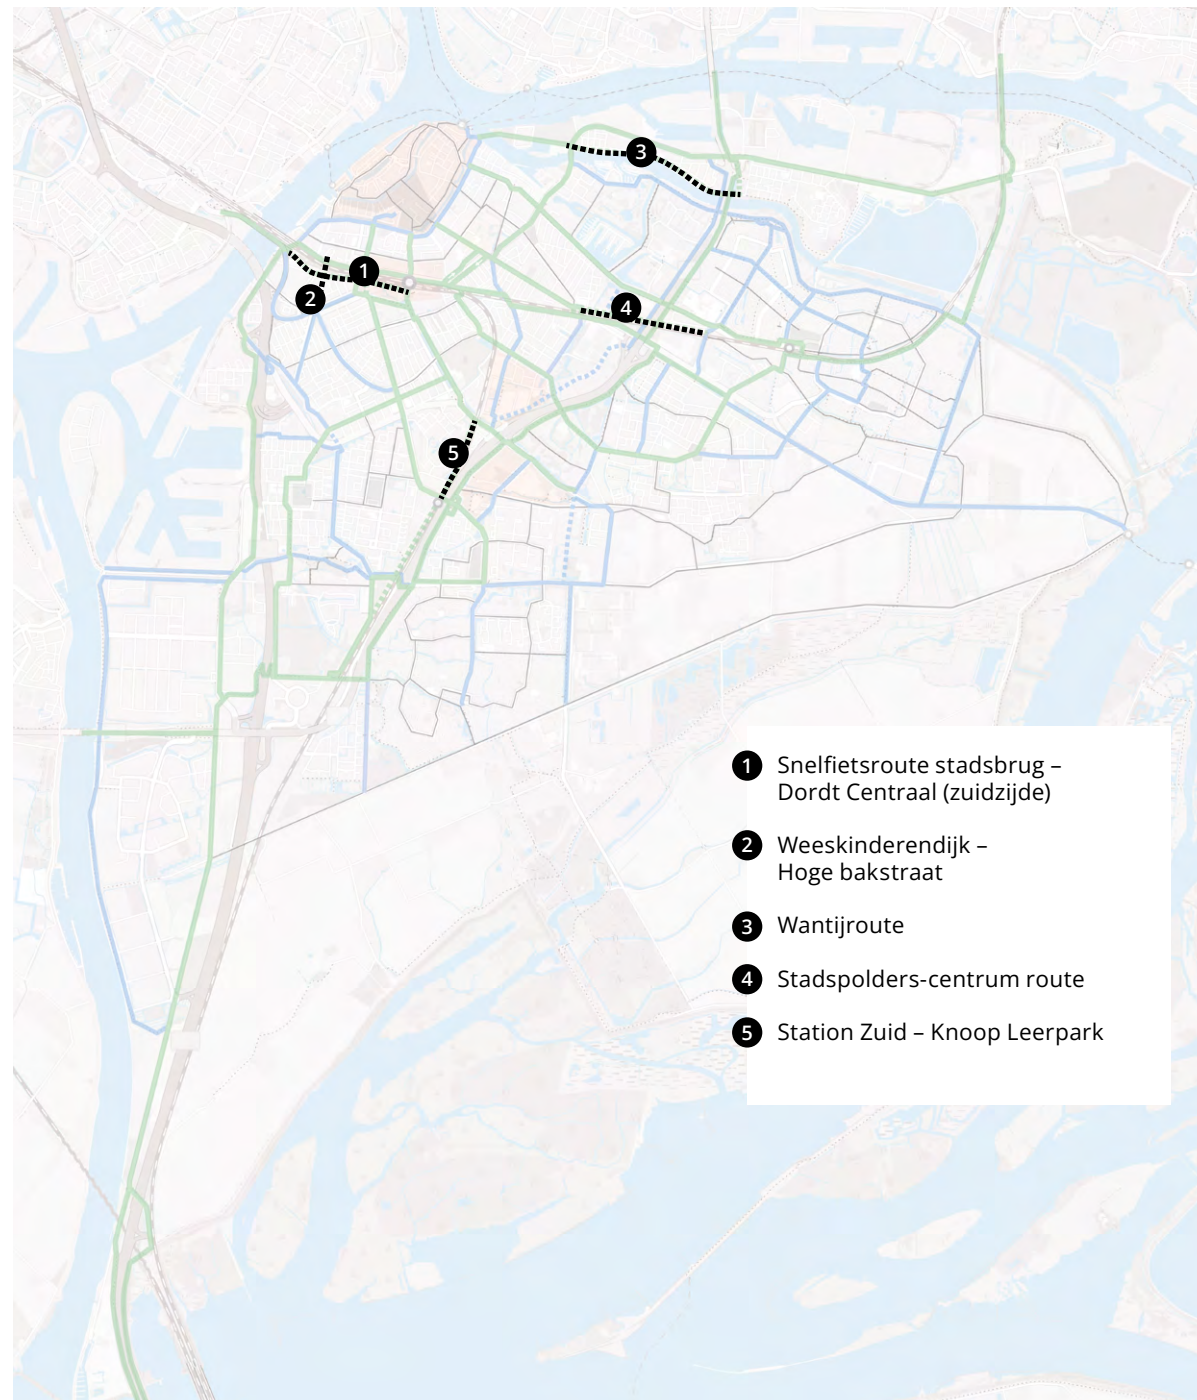 3
1
2
4
5
1 Snelfietsroute stadsbrug –
Dordt Centraal (zuidzijde)
2 Weeskinderendijk –
Hoge bakstraat
3 Wantijroute
4 Stadspolders-centrum route
5 Station Zuid – Knoop Leerpark